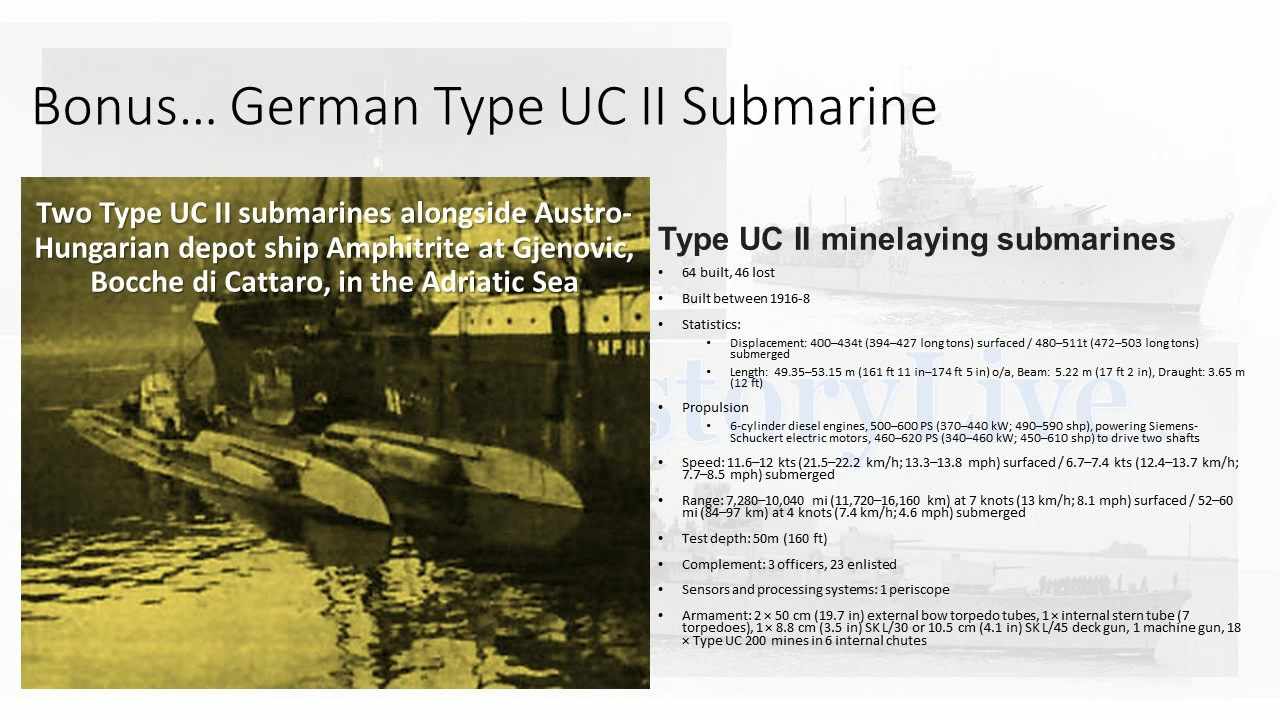 Bonus… German Type UC II Submarine
Two Type UC II submarines alongside Austro-
Hungarian depot ship Amphitrite at Gjenovic,
Bocche di Cattaro, in the Adriatic Sea
MPHI
Type UC II minelaying submarines
• 64 built, 46 lost
• Built between 1916-8
• Statistics:
• Displacement: 400–434t (394–427 long tons) surfaced / 480–511t (472–503 long tons)
submerged
• Length: 49.35–53.15 m (161 ft 11 in–174 ft 5 in) o/a, Beam: 5.22 m (17 ft 2 in), Draught: 3.65 m
(12 ft)
• Propulsion
• 6-cylinder diesel engines, 500–600 PS (370–440 kW; 490–590 shp), powering Siemens-
Schuckert electric motors, 460–620 PS (340–460 kW; 450–610 shp) to drive two shafts
• Speed: 11.6–12 kts (21.5–22.2 km/h; 13.3–13.8 mph) surfaced / 6.7–7.4 kts (12.4–13.7 km/h;
7.7–8.5 mph) submerged
• Range: 7,280–10,040 mi (11,720–16,160 km) at 7 knots (13 km/h; 8.1 mph) surfaced / 52–60
mi (84–97 km) at 4 knots (7.4 km/h; 4.6 mph) submerged
• Test depth: 50m (160 ft)
• Complement: 3 officers, 23 enlisted
• Sensors and processing systems: 1 periscope
• Armament: 2 × 50 cm (19.7 in) external bow torpedo tubes, 1 × internal stern tube (7
torpedoes), 1 × 8.8 cm (3.5 in) SK L/30 or 10.5 cm (4.1 in) SK L/45 deck gun, 1 machine gun, 18
× Type UC 200 mines in 6 internal chutes
storyLive
R50